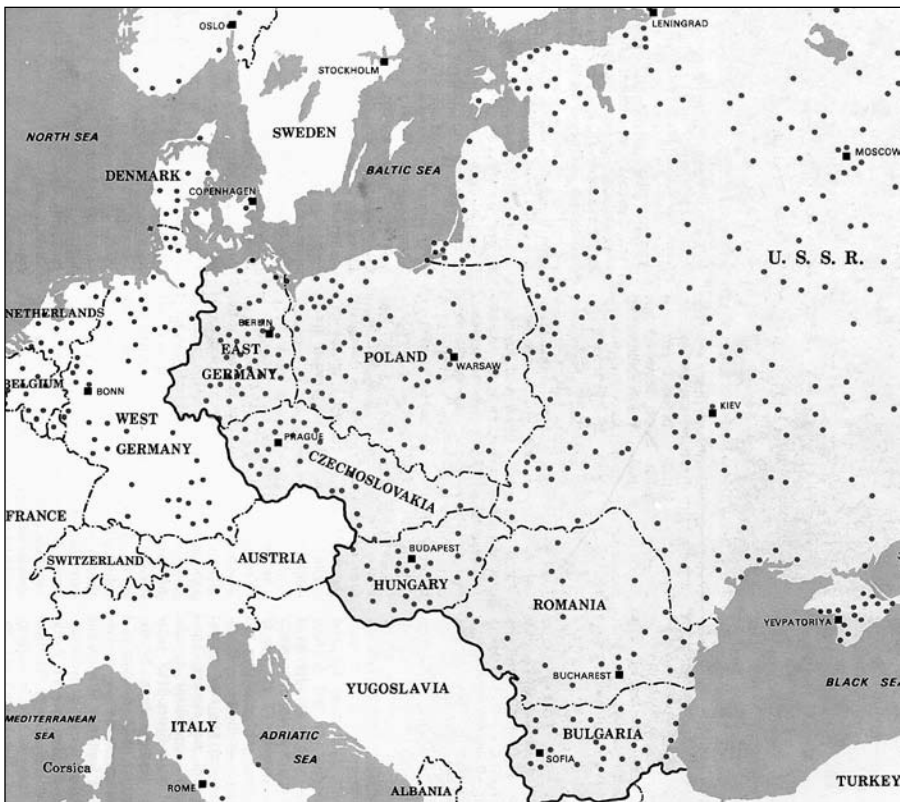 LENINGRAD
OSLO
STOCKHOLM
NORTH SEA
SWEDEN
MOSCOW
BALTIC SEA
DENMARK
COPENHAGEN
U. S. S. R.
NETHERLANDS
BERLIN
EAST
GERMANY
POLAND
WARSAW
BELGIUM
BONN
KIEV
WEST
GERMANY
PRAGUE
CZECHOSLOVAKIA
FRANCE
SWITZERLAND
AUSTRIA
BUDAPEST
HUNGARY
ROMANIA
YEVPATORIYA
BUCHAREST
BLACK SEA
YUGOSLAVIA
MEDITERRANEAN
SEA
ITALY
ADRIATIC
SEA
BULGARIA
SOFIA
Corsica
ROME
ALBANIA
TURKEY